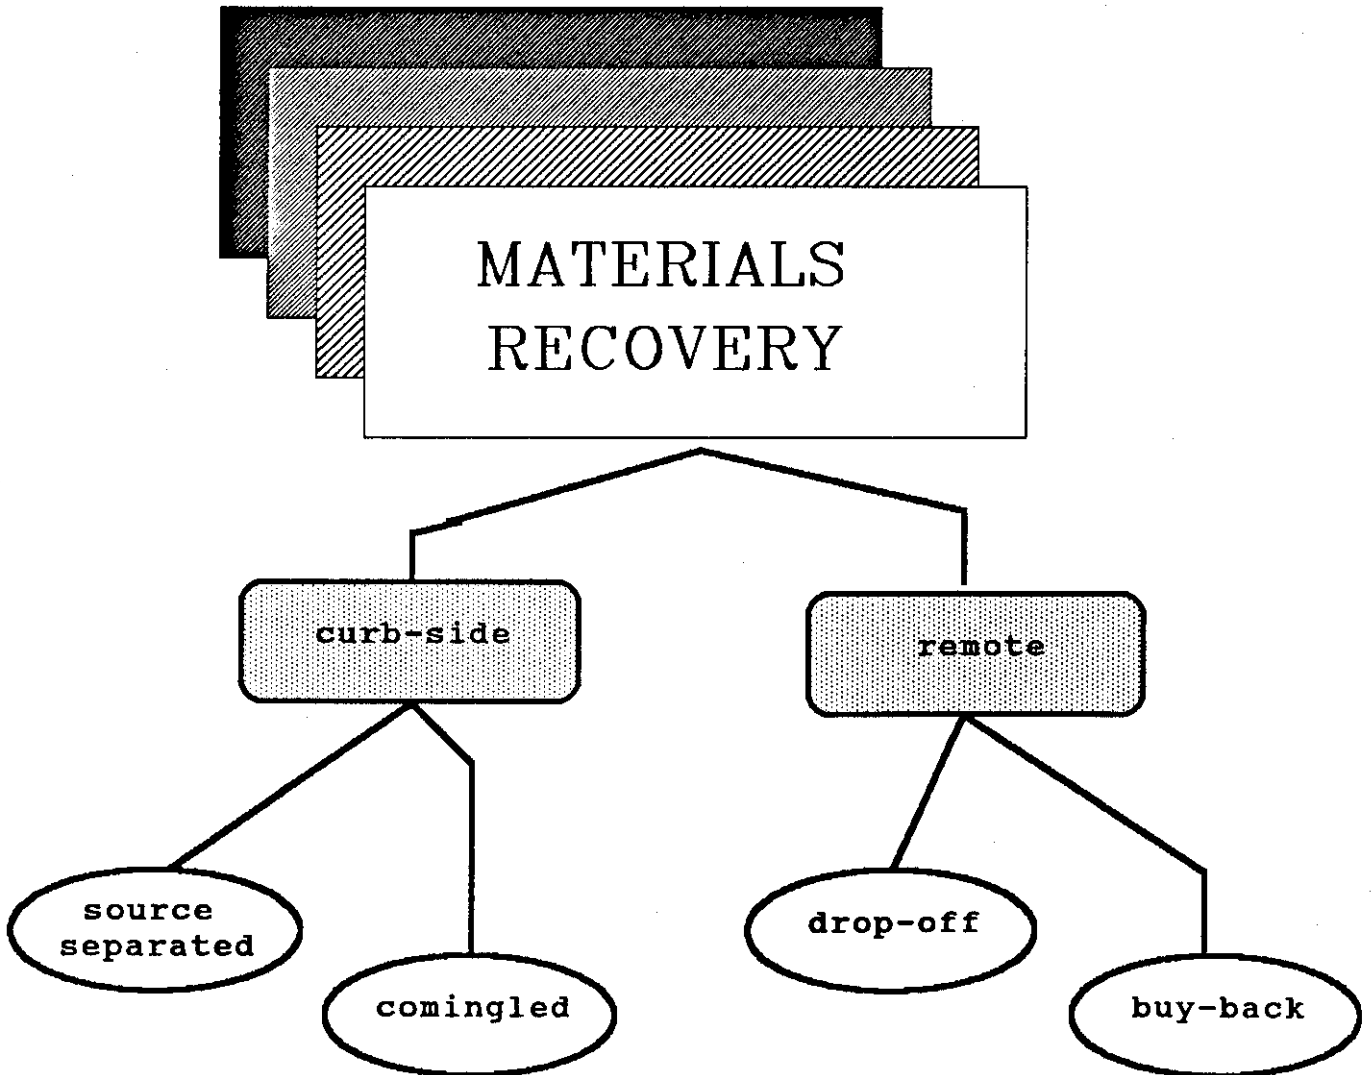 MATERIALS
RECOVERY
curb-side
remote
source
separated
drop-off
comingled
buy-back